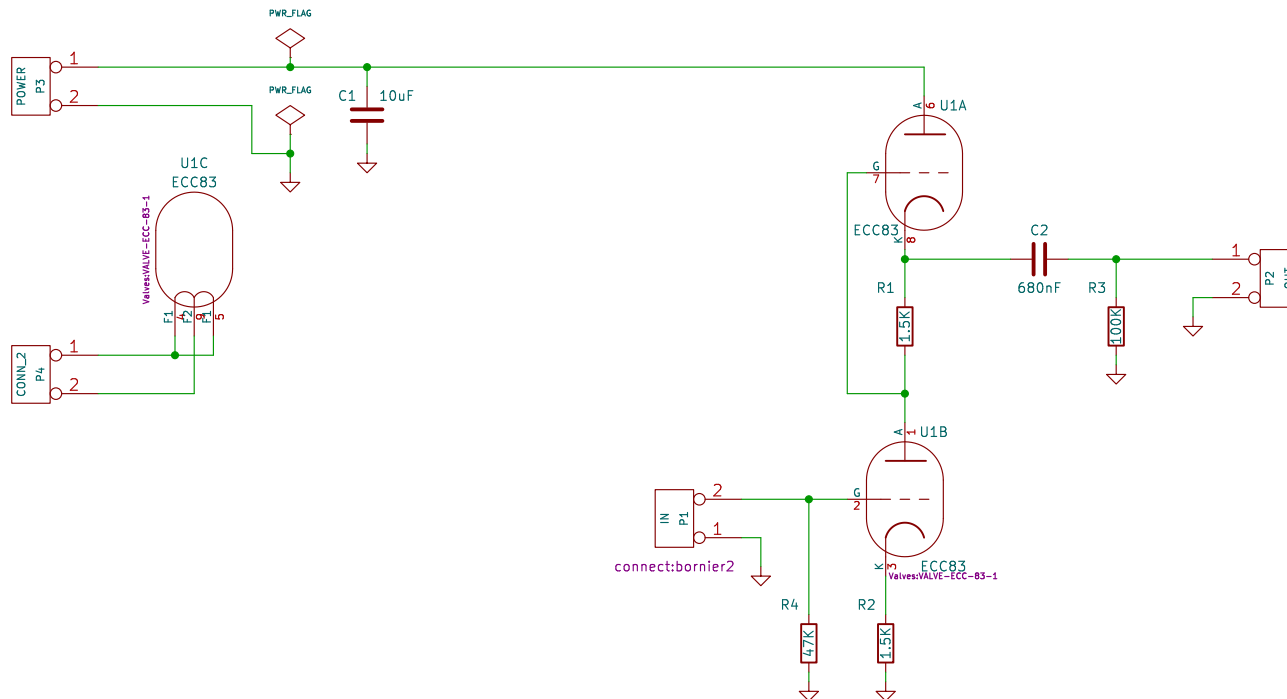 PWR_FLAG
POWER
P3
1
2
PWR_FLAG
C1
10uF
U1C
ECC83
Valves:VALVE-ECC-83-1
F1
4
F2
9
F1
5
CONN_2
P4
1
2
A
6
U1A
G
7
ECC83
K
8
C2
680nF
R1
1.5K
R3
100K
1
2
P2
A
1
U1B
G
2
IN
P1
2
1
connect:bornier2
K
3
ECC83
Valves:VALVE-ECC-83-1
R4
47K
R2
1.5K